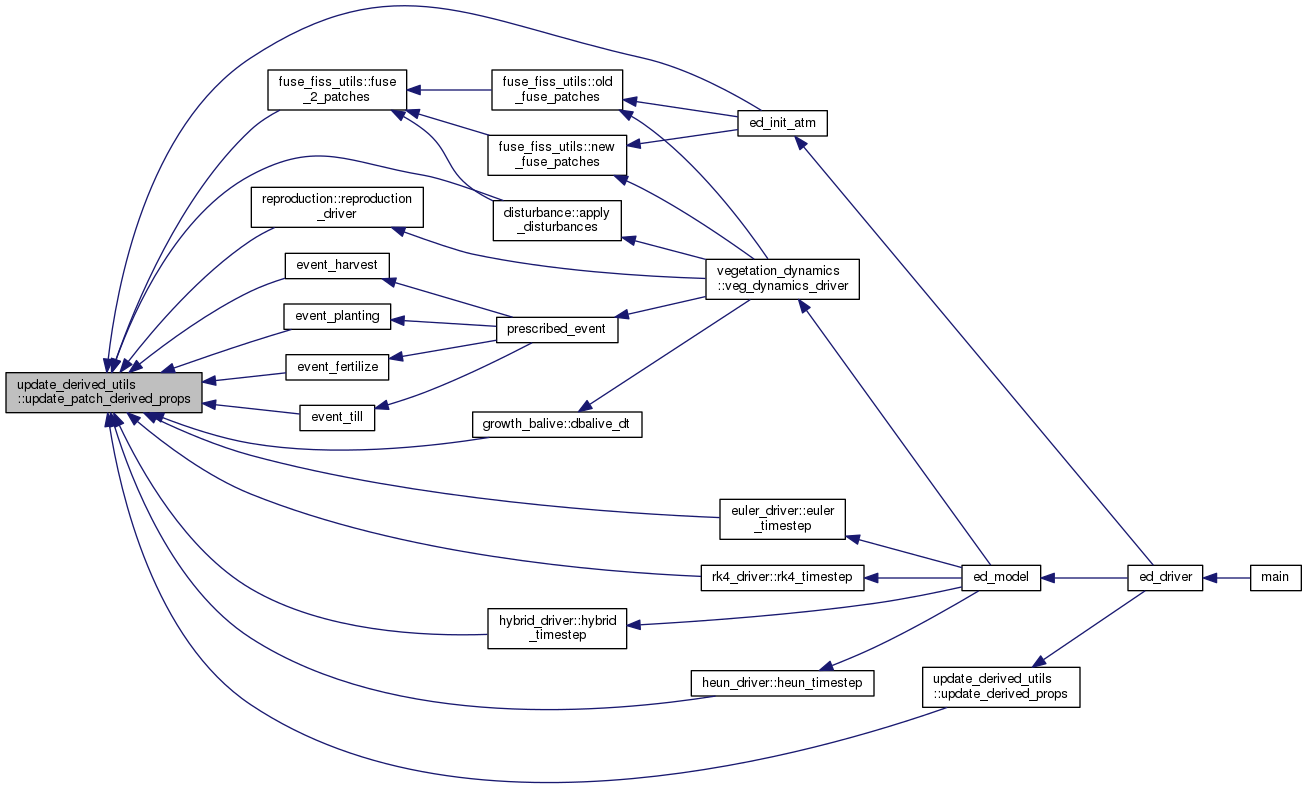 fuse_fiss_utils::fuse
_2_patches
fuse_fiss_utils::old
_fuse_patches
ed_init_atm
fuse_fiss_utils::new
_fuse_patches
reproduction::reproduction
_driver
disturbance::apply
_disturbances
event_harvest
vegetation_dynamics
::veg_dynamics_driver
event_planting
prescribed_event
event_fertilize
update_derived_utils
::update_patch_derived_props
event_till
growth_balive::dbalive_dt
euler_driver::euler
_timestep
rk4_driver::rk4_timestep
ed_model
ed_driver
main
hybrid_driver::hybrid
_timestep
heun_driver::heun_timestep
update_derived_utils
::update_derived_props